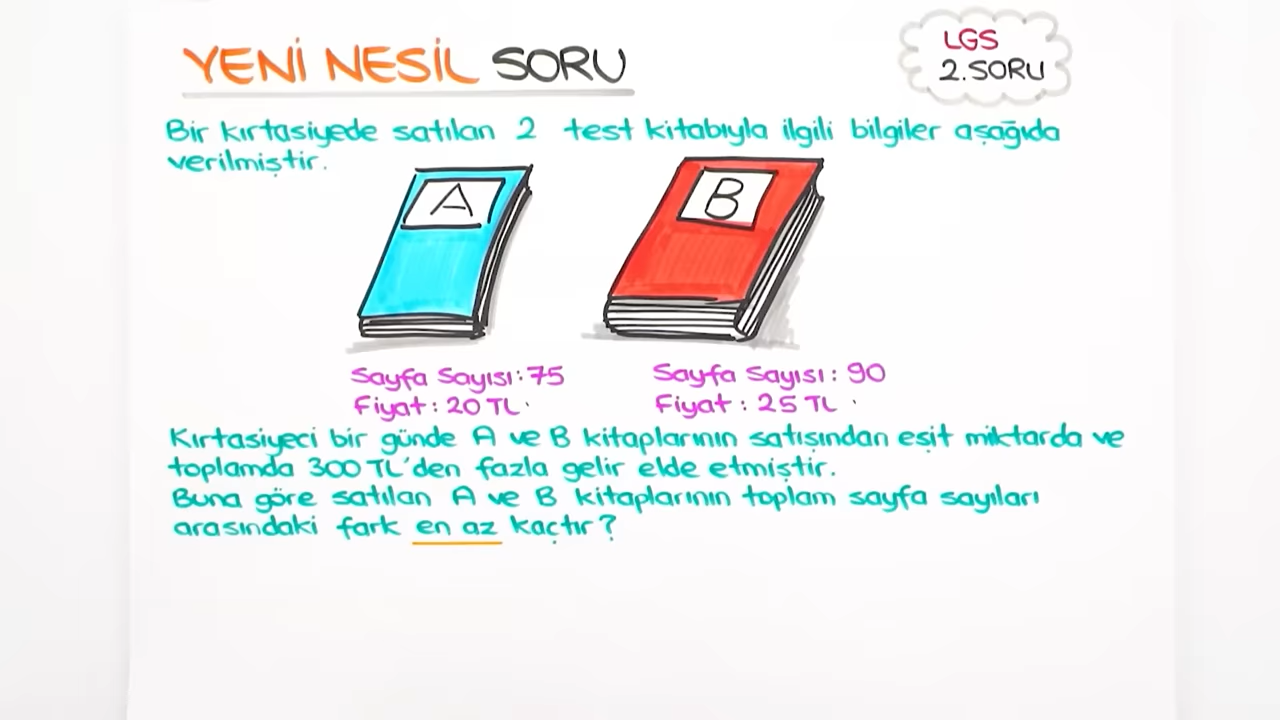 YENİ NESİL SORU
LGS
2. SORU
Bir kırtasiyede satılan 2 test kitabıyla ilgili bilgiler aşağıda
verilmiştir.
A
B
Sayfa Sayısı: 75
Fiyat: 20 TL
Sayfa Sayısı: 90
Fiyat: 25 TL
Kırtasiyeci bir günde A ve B kitaplarının satışından eşit miktarda ve
toplamda 300 TL'den fazla gelir elde etmiştir.
Buna göre satılan A ve B kitaplarının toplam sayfa sayıları
arasındaki fark en az kaçtır?